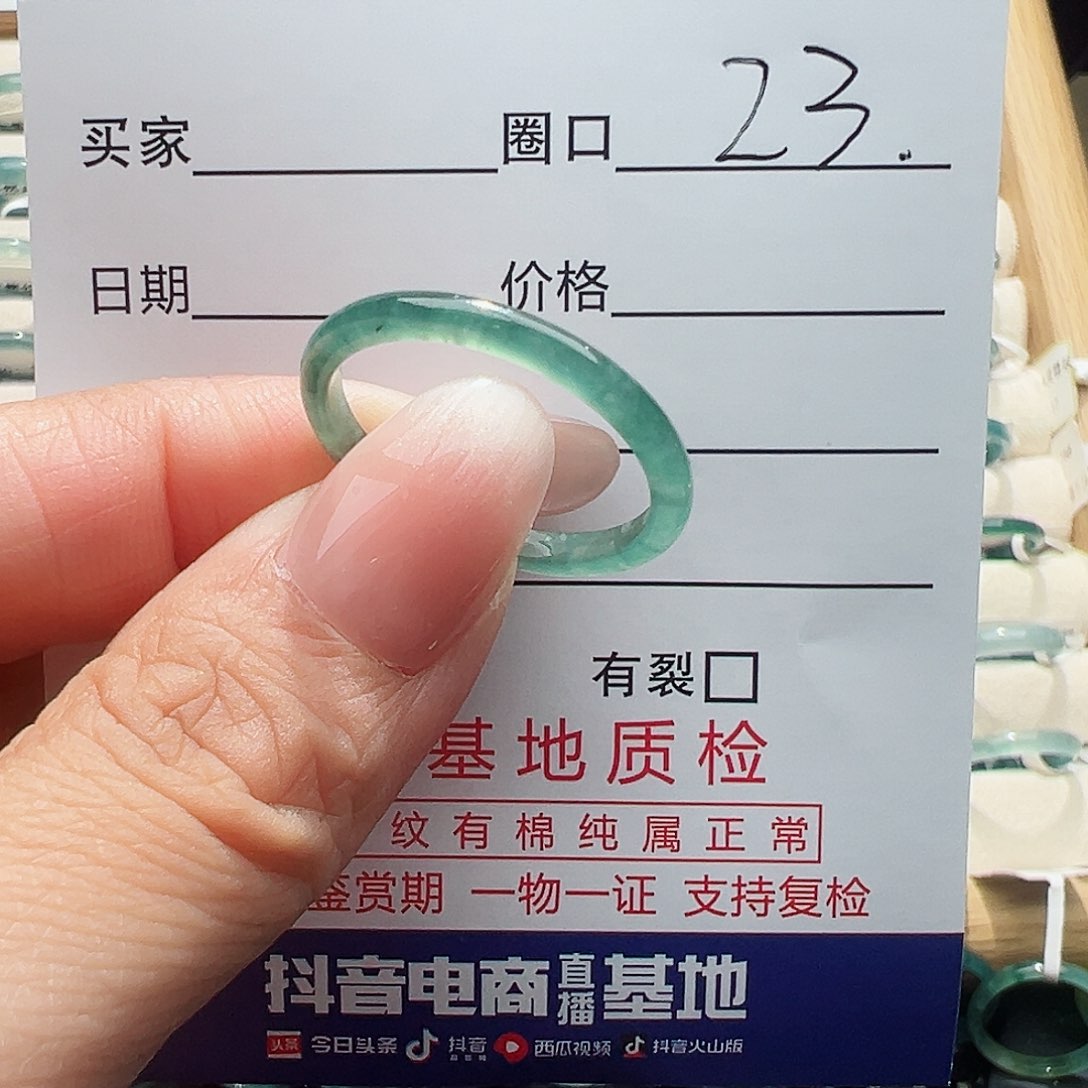 买家 圈口 23.
日期 价格
有裂
基地质检
纹有棉纯属正常
鉴赏期 一物一证 支持复检
抖音电商直播基地
头条 今日头条 抖音 西瓜视频 抖音火山版